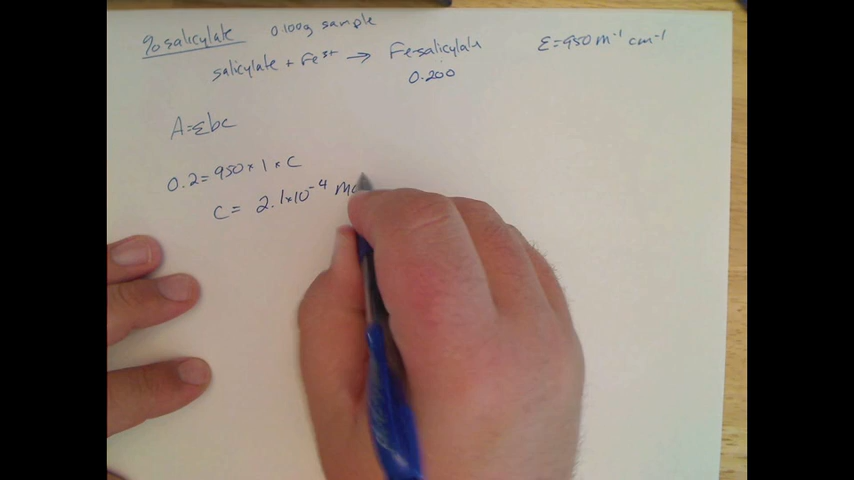 % salicylate 0.100g sample
salicylate + Fe³⁺ → Fe-salicylate ε=950 m⁻¹ cm⁻¹
0.200
A=εbc
0.2=950×1×C
C= 2.1×10⁻⁴